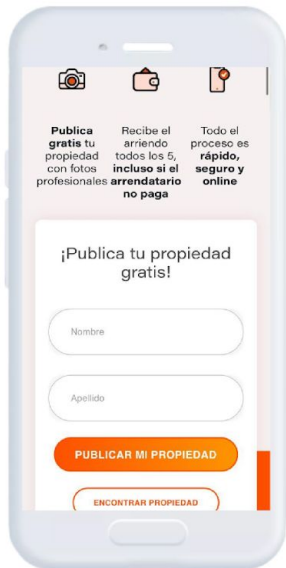 Publica
gratis tu
propiedad
con fotos
profesionales
Recibe el
arriendo
todos los 5,
incluso si el
arrendatario
no paga
Todo el
proceso es
rápido,
seguro y
online
¡Publica tu propiedad
gratis!
Nombre
Apellido
PUBLICAR MI PROPIEDAD
ENCONTRAR PROPIEDAD